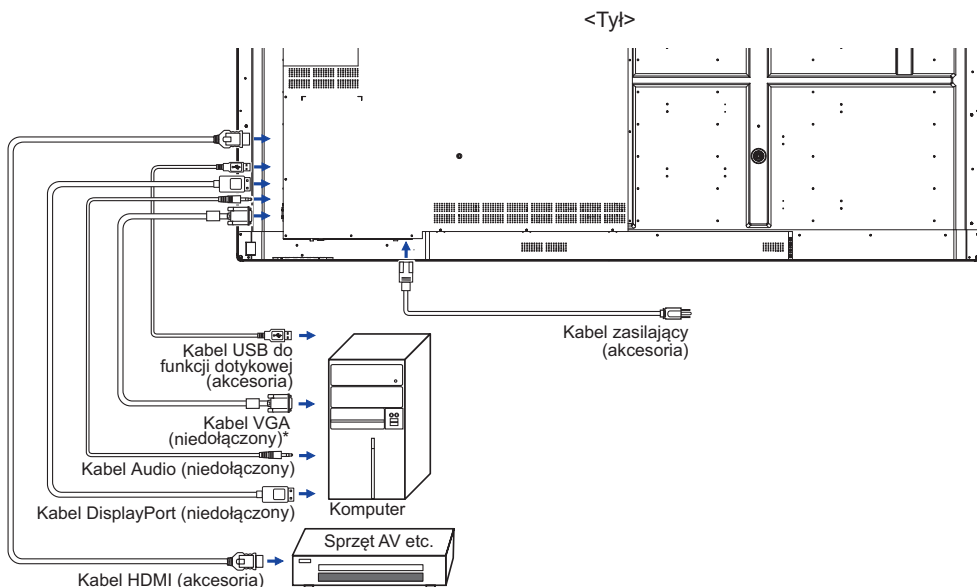 <Tył>
Kabel zasilający
(akcesoria)
Kabel USB do
funkcji dotykowej
(akcesoria)
Kabel VGA
(niedołączony)*
Kabel Audio (niedołączony)
Kabel DisplayPort (niedołączony)
Komputer
Sprzęt AV etc.
Kabel HDMI (akcesoria)